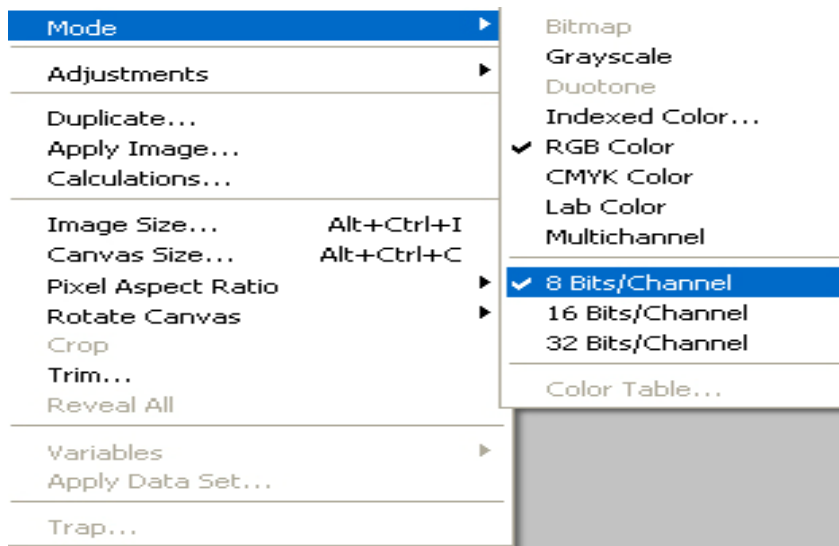 Mode
Adjustments
Duplicate...
Apply Image...
Calculations...
Image Size... Alt+Ctrl+I
Canvas Size... Alt+Ctrl+C
Pixel Aspect Ratio
Rotate Canvas
Crop
Trim...
Reveal All
Variables
Apply Data Set...
Trap...
Bitmap
Grayscale
Duotone
Indexed Color...
RGB Color
CMYK Color
Lab Color
Multichannel
8 Bits/Channel
16 Bits/Channel
32 Bits/Channel
Color Table...